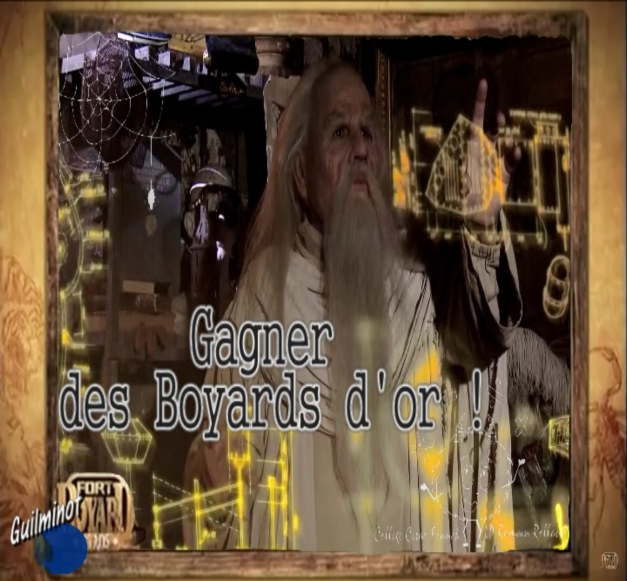 Gagner
des Boyards d'or !
FORT
BOYARD
Guilminot